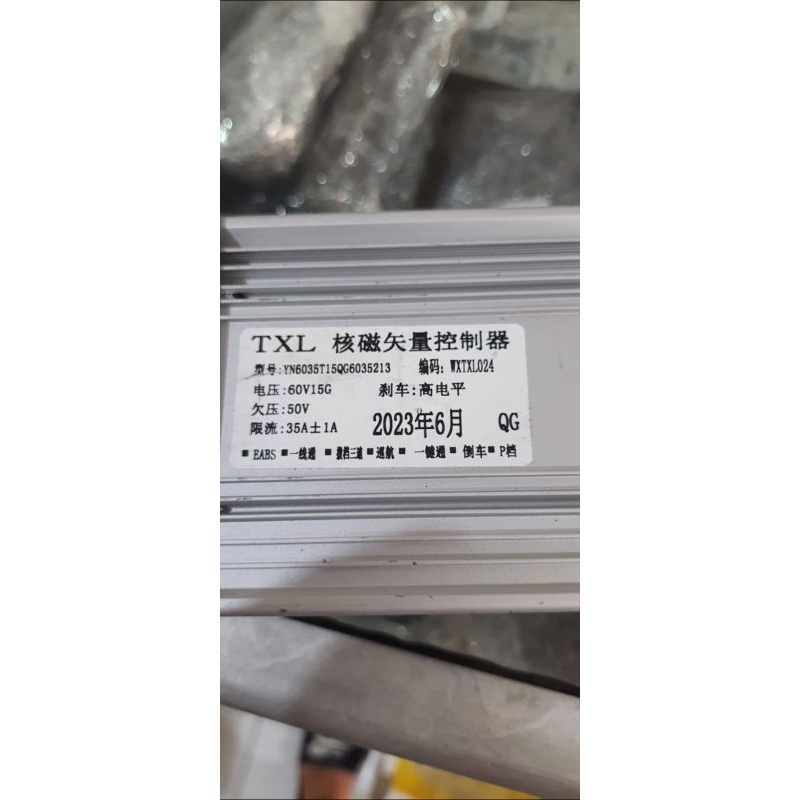 TXL 核磁矢量控制器
型号:YN6035T15QG6035213 编码:WXTXL024
电压:60V15G 刹车:高电平
欠压:50V
限流:35A±1A 2023年6月 QG
▪EABS ▪一线通 ▪拨档三速▪巡航▪ 一键通▪倒车▪P档